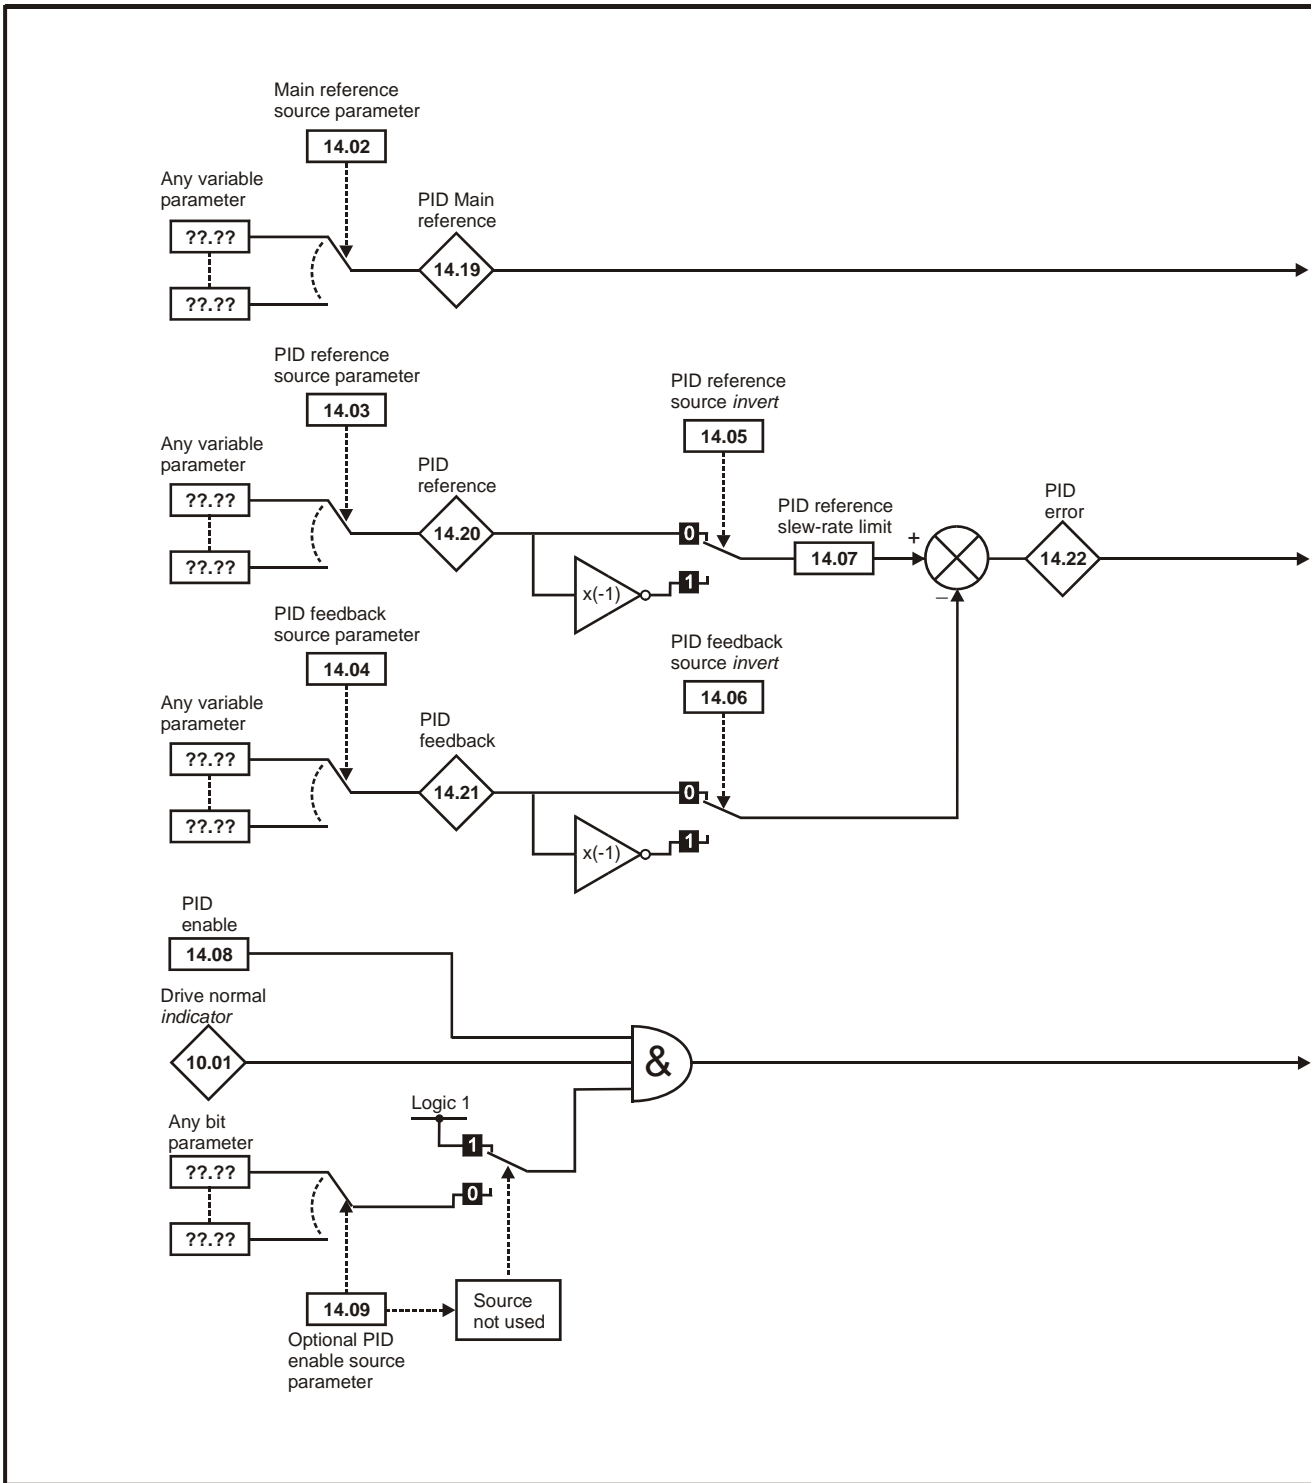 Main reference
source parameter
14.02
Any variable
parameter
??.??
??.??
PID Main
reference
14.19
PID reference
source parameter
14.03
Any variable
parameter
??.??
??.??
PID
reference
14.20
x(-1)
PID reference
source invert
14.05
0
1
PID reference
slew-rate limit
14.07
+
–
PID
error
14.22
PID feedback
source parameter
14.04
Any variable
parameter
??.??
??.??
PID
feedback
14.21
x(-1)
PID feedback
source invert
14.06
0
1
PID
enable
14.08
Drive normal
indicator
10.01
&
Logic 1
1
0
Any bit
parameter
??.??
??.??
14.09
Optional PID
enable source
parameter
Source
not used